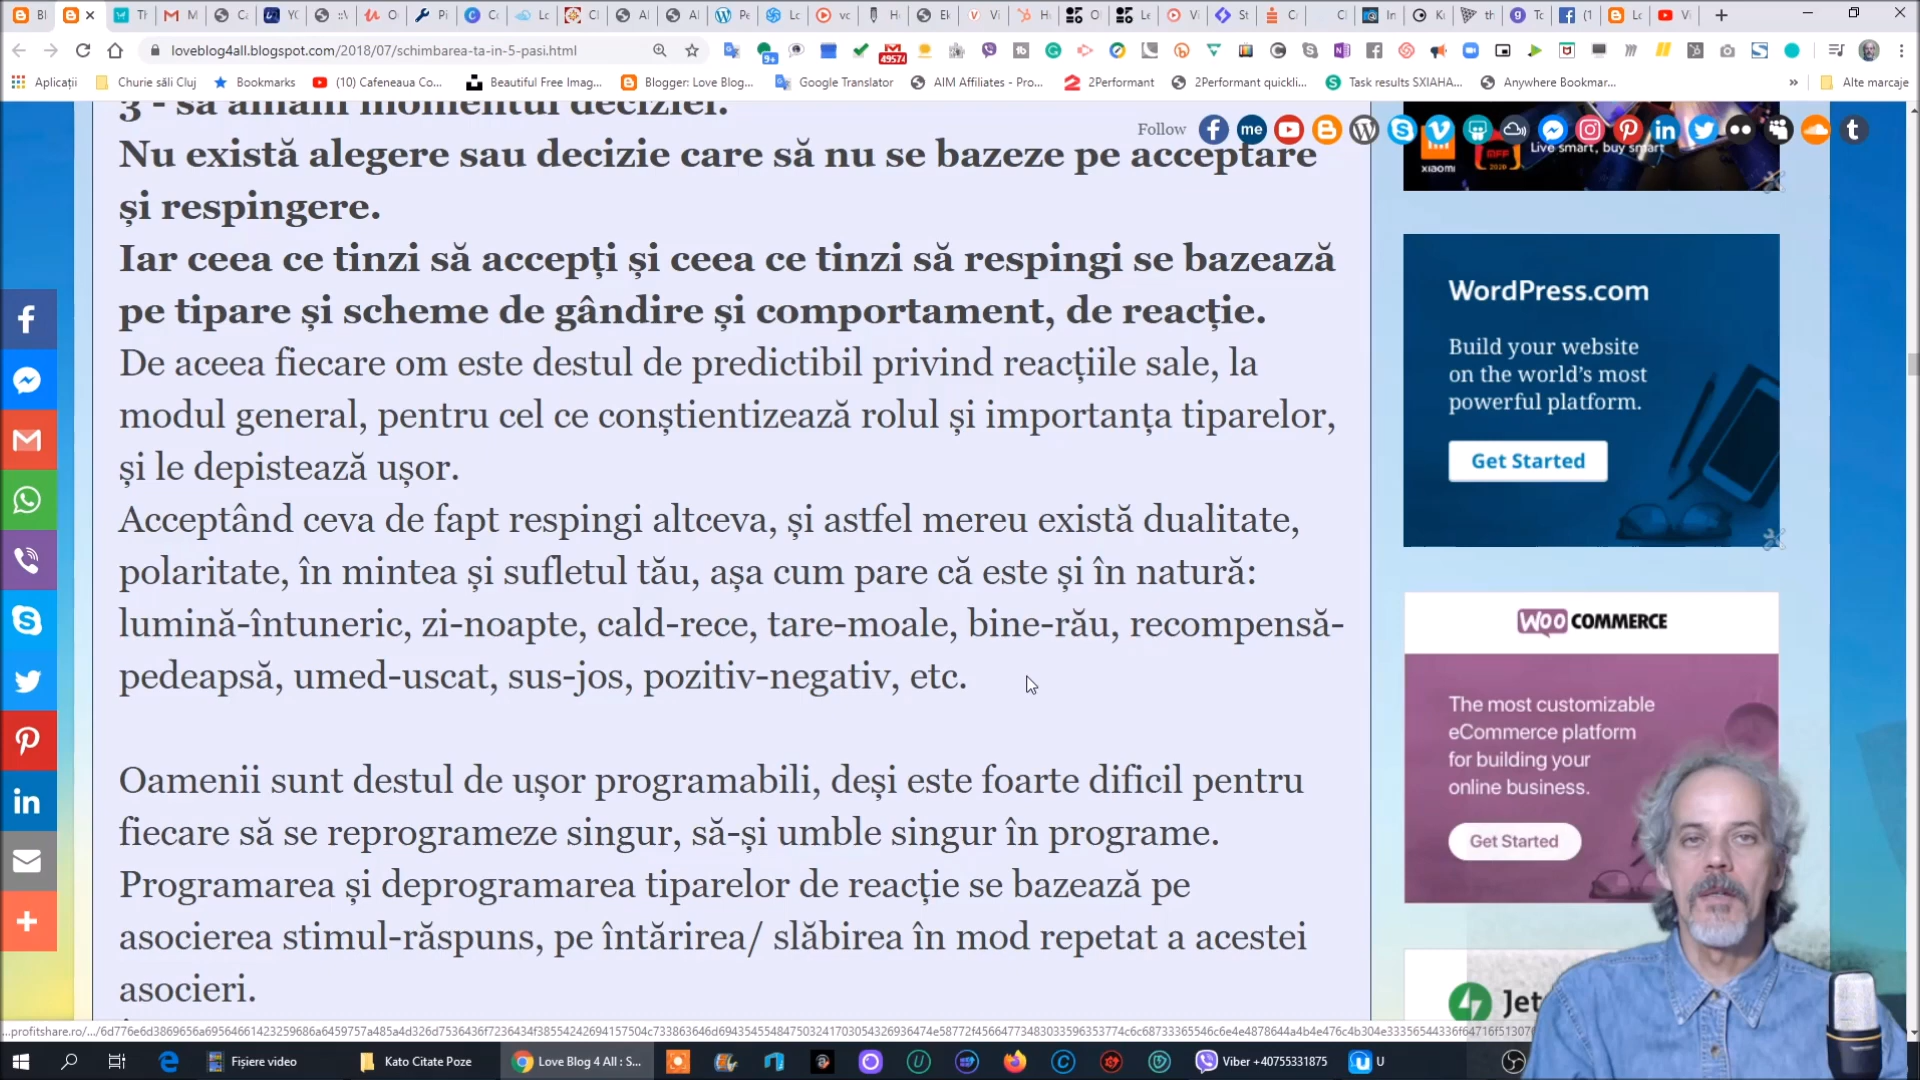 loveblog4all.blogspot.com/2018/07/schimbarea-ta-in-5-pasi.html
Aplicații
Churie săli Cluj
Bookmarks
(10) Cafeneaua Co...
Beautiful Free Imag...
Blogger: Love Blog...
Google Translator
AIM Affiliates - Pro...
2Performant
2Performant quickli...
Task results SXIAHA...
Anywhere Bookmar...
Alte marcaje
3 - să amâni momentul deciziei.
Nu există alegere sau decizie care să nu se bazeze pe acceptare
și respingere.
Iar ceea ce tinzi să accepți și ceea ce tinzi să respingi se bazează
pe tipare și scheme de gândire și comportament, de reacție.
De aceea fiecare om este destul de predictibil privind reacțiile sale, la
modul general, pentru cel ce conștientizează rolul și importanța tiparelor,
și le depistează ușor.
Acceptând ceva de fapt respingi altceva, și astfel mereu există dualitate,
polaritate, în mintea și sufletul tău, așa cum pare că este și în natură:
lumină-întuneric, zi-noapte, cald-rece, tare-moale, bine-rău, recompensă-
pedeapsă, umed-uscat, sus-jos, pozitiv-negativ, etc.
Oamenii sunt destul de ușor programabili, deși este foarte dificil pentru
fiecare să se reprogrameze singur, să-și umble singur în programe.
Programarea și deprogramarea tiparelor de reacție se bazează pe
asocierea stimul-răspuns, pe întărirea/ slăbirea în mod repetat a acestei
asocieri.
Follow
me
xiaomi
Live smart, buy smart
WordPress.com
Build your website
on the world's most
powerful platform.
Get Started
WOO COMMERCE
The most customizable
eCommerce platform
for building your
online business.
Get Started
Jet
Fișiere video
Kato Citate Poze
Love Blog 4 All : S...
Viber +40755331875
U